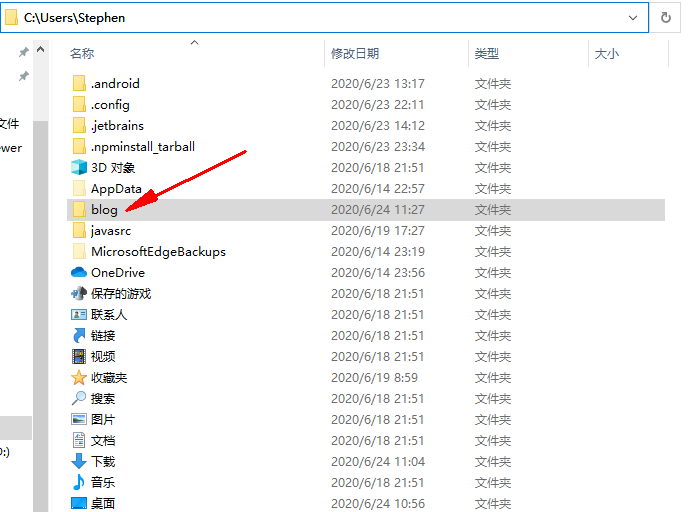 C:\Users\Stephen
名称 修改日期 类型 大小
.android 2020/6/23 13:17 文件夹
.config 2020/6/23 22:11 文件夹
.jetbrains 2020/6/23 14:12 文件夹
文件
.npminstall_tarball 2020/6/23 23:34 文件夹
ewer
3D 对象 2020/6/18 21:51 文件夹
AppData 2020/6/14 22:57 文件夹
blog 2020/6/24 11:27 文件夹
javasrc 2020/6/19 17:27 文件夹
MicrosoftEdgeBackups 2020/6/14 23:19 文件夹
OneDrive 2020/6/14 23:56 文件夹
保存的游戏 2020/6/18 21:51 文件夹
联系人 2020/6/18 21:51 文件夹
链接 2020/6/18 21:51 文件夹
视频 2020/6/18 21:51 文件夹
收藏夹 2020/6/19 8:59 文件夹
搜索 2020/6/18 21:51 文件夹
图片 2020/6/18 21:51 文件夹
文档 2020/6/18 21:51 文件夹
:)
下载 2020/6/24 11:04 文件夹
音乐 2020/6/18 21:51 文件夹
桌面 2020/6/24 10:56 文件夹